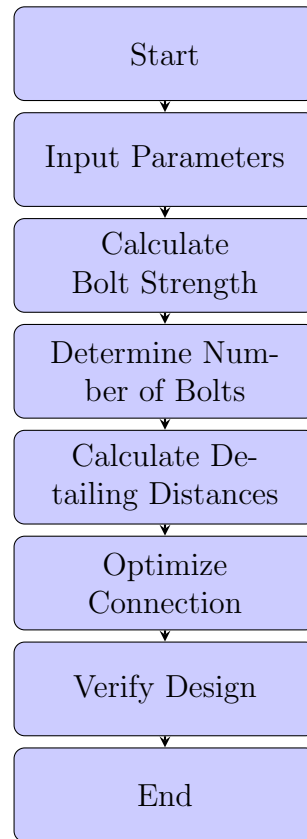 Start
Input Parameters
Calculate
Bolt Strength
Determine Num-
ber of Bolts
Calculate De-
tailing Distances
Optimize
Connection
Verify Design
End